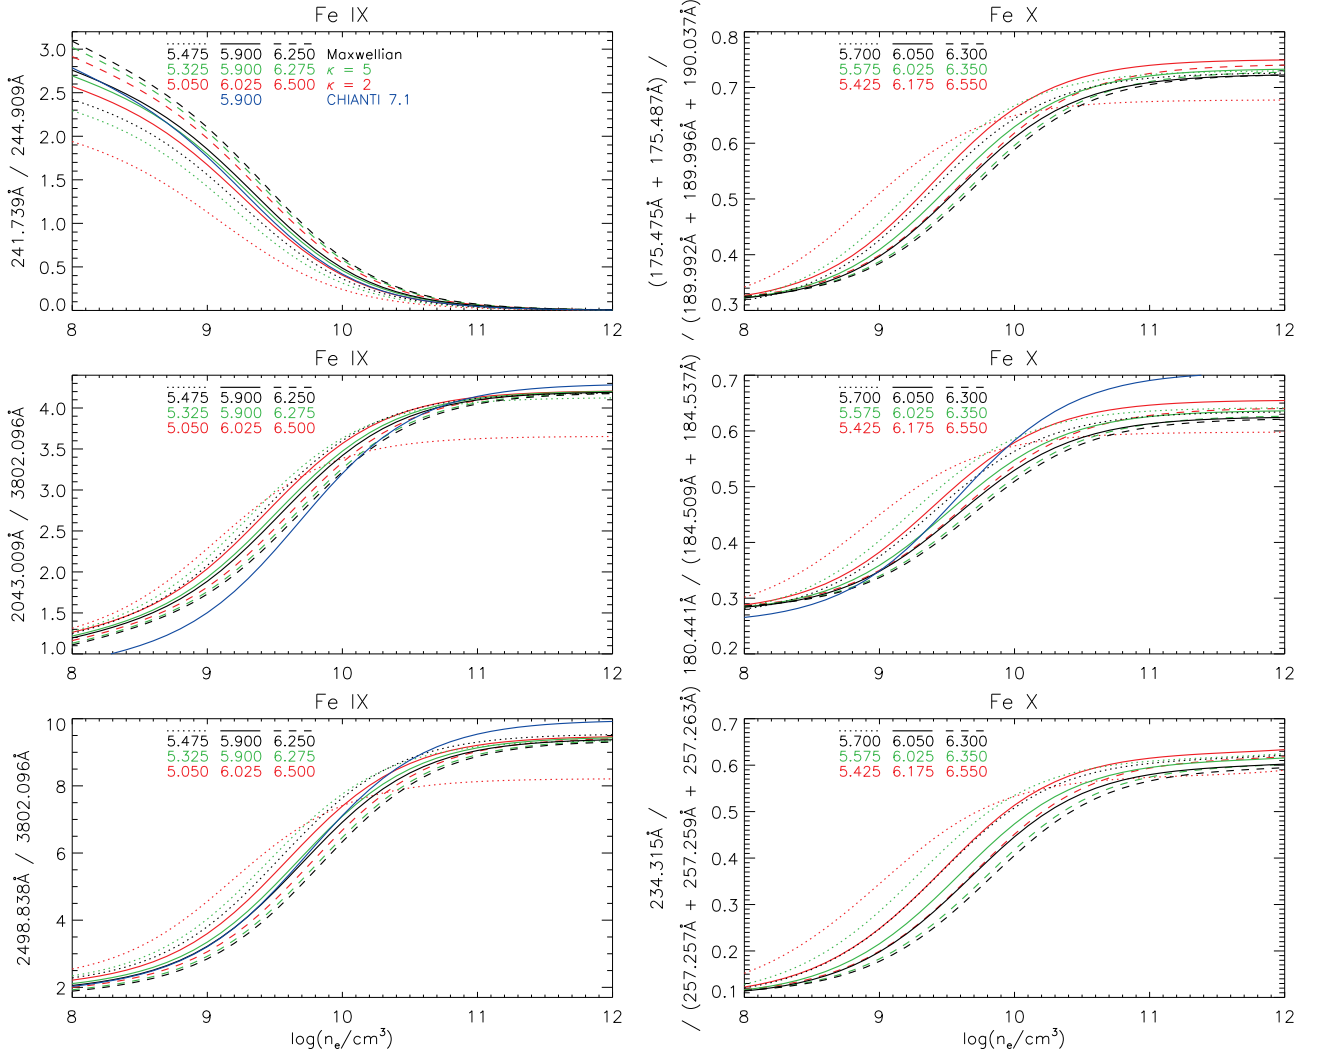 Fe IX
5.475 5.900 6.250 Maxwellian
5.325 5.900 6.275 κ = 5
5.050 6.025 6.500 κ = 2
5.900 CHIANTI 7.1
241.739Å / 244.909Å
3.0
2.5
2.0
1.5
1.0
0.5
0.0
8 9 10 11 12
Fe X
5.700 6.050 6.300
5.575 6.025 6.350
5.425 6.175 6.550
(175.475Å + 175.487Å) /
/ (189.992Å + 189.996Å + 190.037Å)
0.8
0.7
0.6
0.5
0.4
0.3
8 9 10 11 12
Fe IX
5.475 5.900 6.250
5.325 5.900 6.275
5.050 6.025 6.500
2043.009Å / 3802.096Å
4.0
3.5
3.0
2.5
2.0
1.5
1.0
8 9 10 11 12
Fe X
5.700 6.050 6.300
5.575 6.025 6.350
5.425 6.175 6.550
180.441Å / (184.509Å + 184.537Å)
0.7
0.6
0.5
0.4
0.3
0.2
8 9 10 11 12
Fe IX
5.475 5.900 6.250
5.325 5.900 6.275
5.050 6.025 6.500
2498.838Å / 3802.096Å
10
8
6
4
2
8 9 10 11 12
log(nₑ/cm³)
Fe X
5.700 6.050 6.300
5.575 6.025 6.350
5.425 6.175 6.550
234.315Å /
/ (257.257Å + 257.259Å + 257.263Å)
0.7
0.6
0.5
0.4
0.3
0.2
0.1
8 9 10 11 12
log(nₑ/cm³)